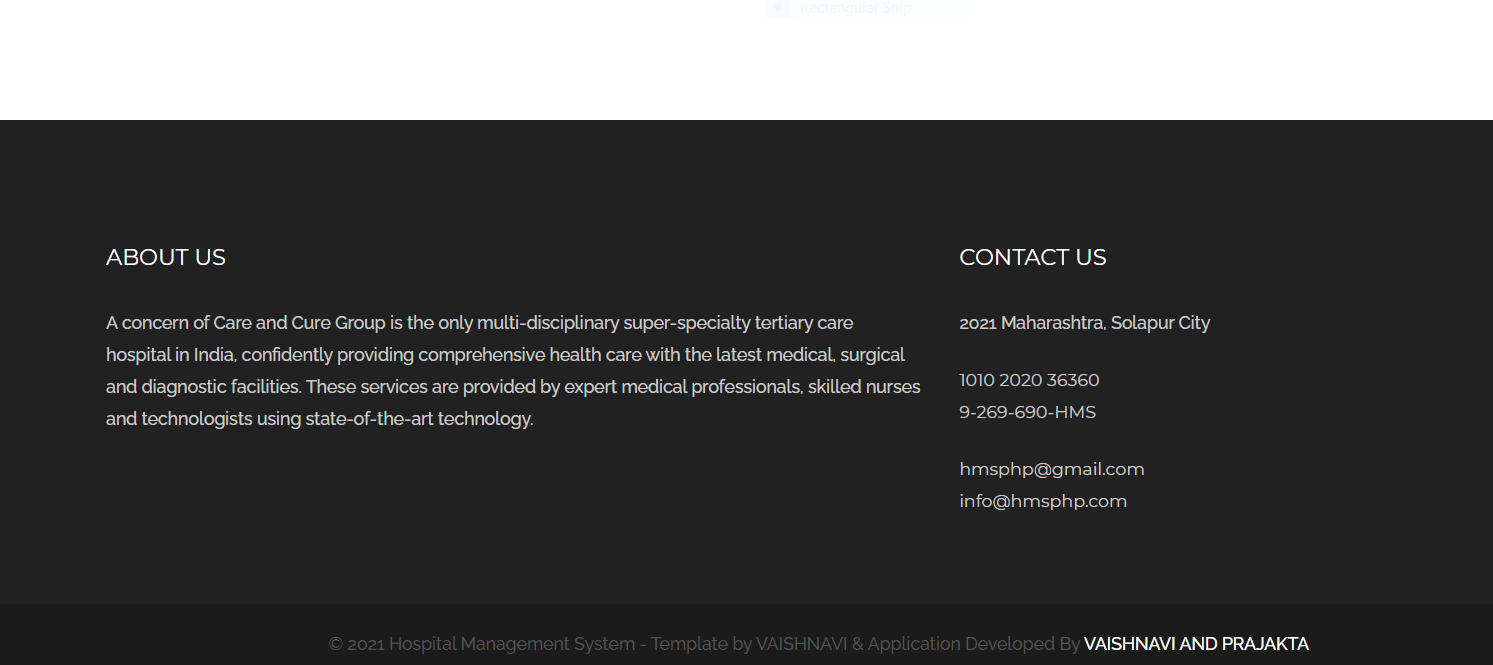 Rectangular Snip
ABOUT US
A concern of Care and Cure Group is the only multi-disciplinary super-specialty tertiary care
hospital in India, confidently providing comprehensive health care with the latest medical, surgical
and diagnostic facilities. These services are provided by expert medical professionals, skilled nurses
and technologists using state-of-the-art technology.
CONTACT US
2021 Maharashtra, Solapur City
1010 2020 36360
9-269-690-HMS
hmsphp@gmail.com
info@hmsphp.com
© 2021 Hospital Management System - Template by VAISHNAVI & Application Developed By VAISHNAVI AND PRAJAKTA